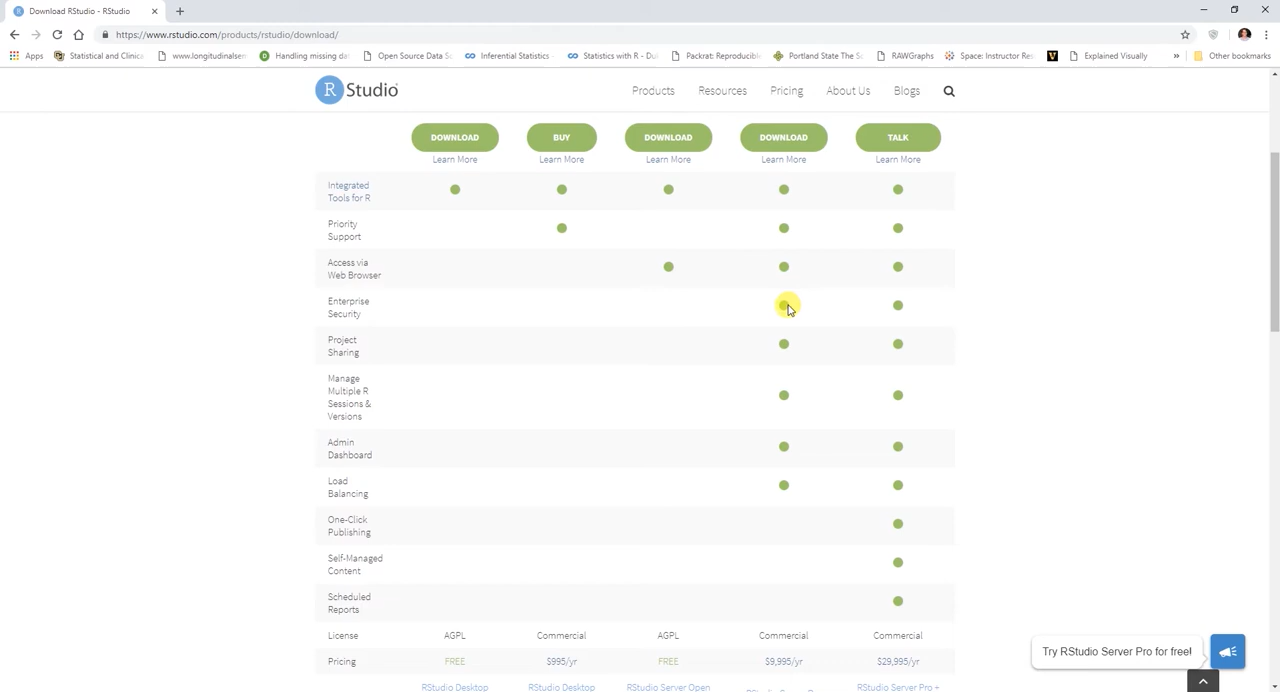 Download RStudio - RStudio
https://www.rstudio.com/products/rstudio/download/
Apps Statistical and Clinica www.longitudinalsem Handling missing dat Open Source Data Sc Inferential Statistics - Statistics with R - Du Packrat: Reproducible Portland State The Sc RAWGraphs Space: Instructor Res Explained Visually » Other bookmarks
R Studio Products Resources Pricing About Us Blogs
DOWNLOAD BUY DOWNLOAD DOWNLOAD TALK
Learn More Learn More Learn More Learn More Learn More
Integrated
Tools for R
Priority
Support
Access via
Web Browser
Enterprise
Security
Project
Sharing
Manage
Multiple R
Sessions &
Versions
Admin
Dashboard
Load
Balancing
One-Click
Publishing
Self-Managed
Content
Scheduled
Reports
License AGPL Commercial AGPL Commercial Commercial
Try RStudio Server Pro for free!
Pricing FREE $995/yr FREE $9,995/yr $29,995/yr
RStudio Desktop RStudio Desktop RStudio Server Open RStudio Server Pro +